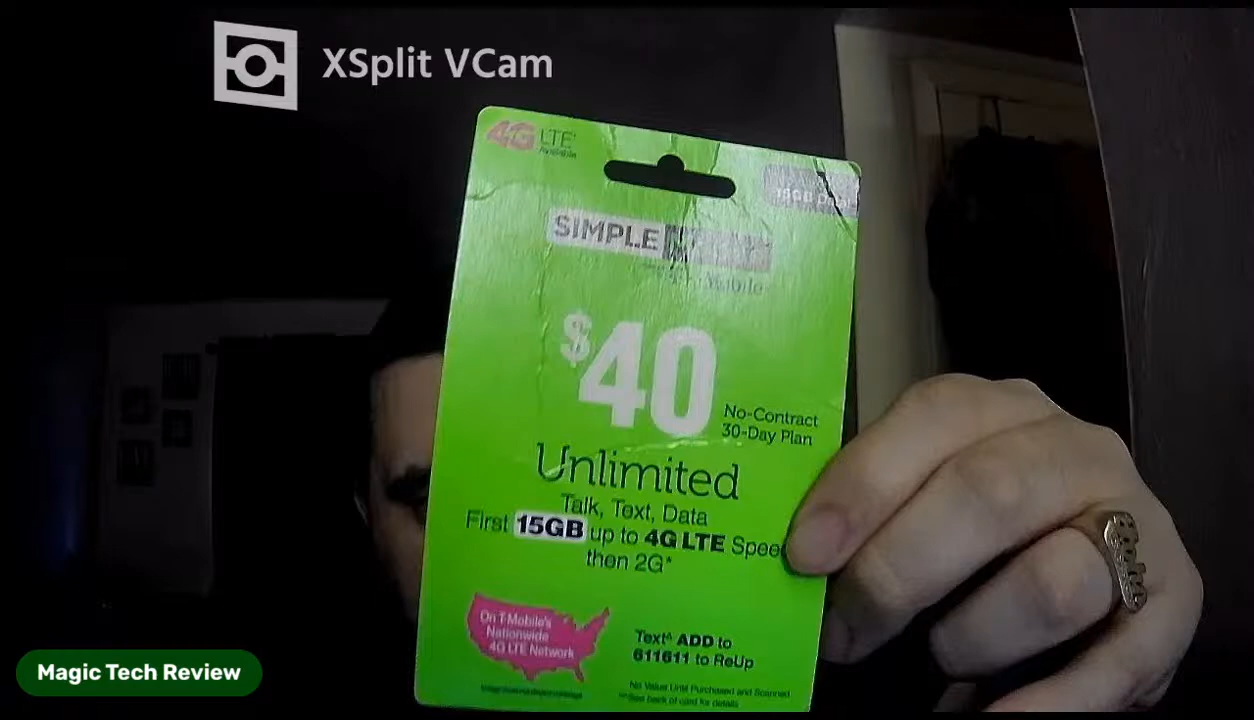 XSplit VCam
4G LTE
Available
15GB Data
SIMPLE
Mobile
$40
No-Contract
30-Day Plan
Unlimited
Talk, Text, Data
First 15GB up to 4G LTE
then 2G*
On T-Mobile's
Nationwide
4G LTE Network
Text^ ADD to
611611 to ReUp
No Value Until Purchased and Scanned
**See back of card for details
Magic Tech Review